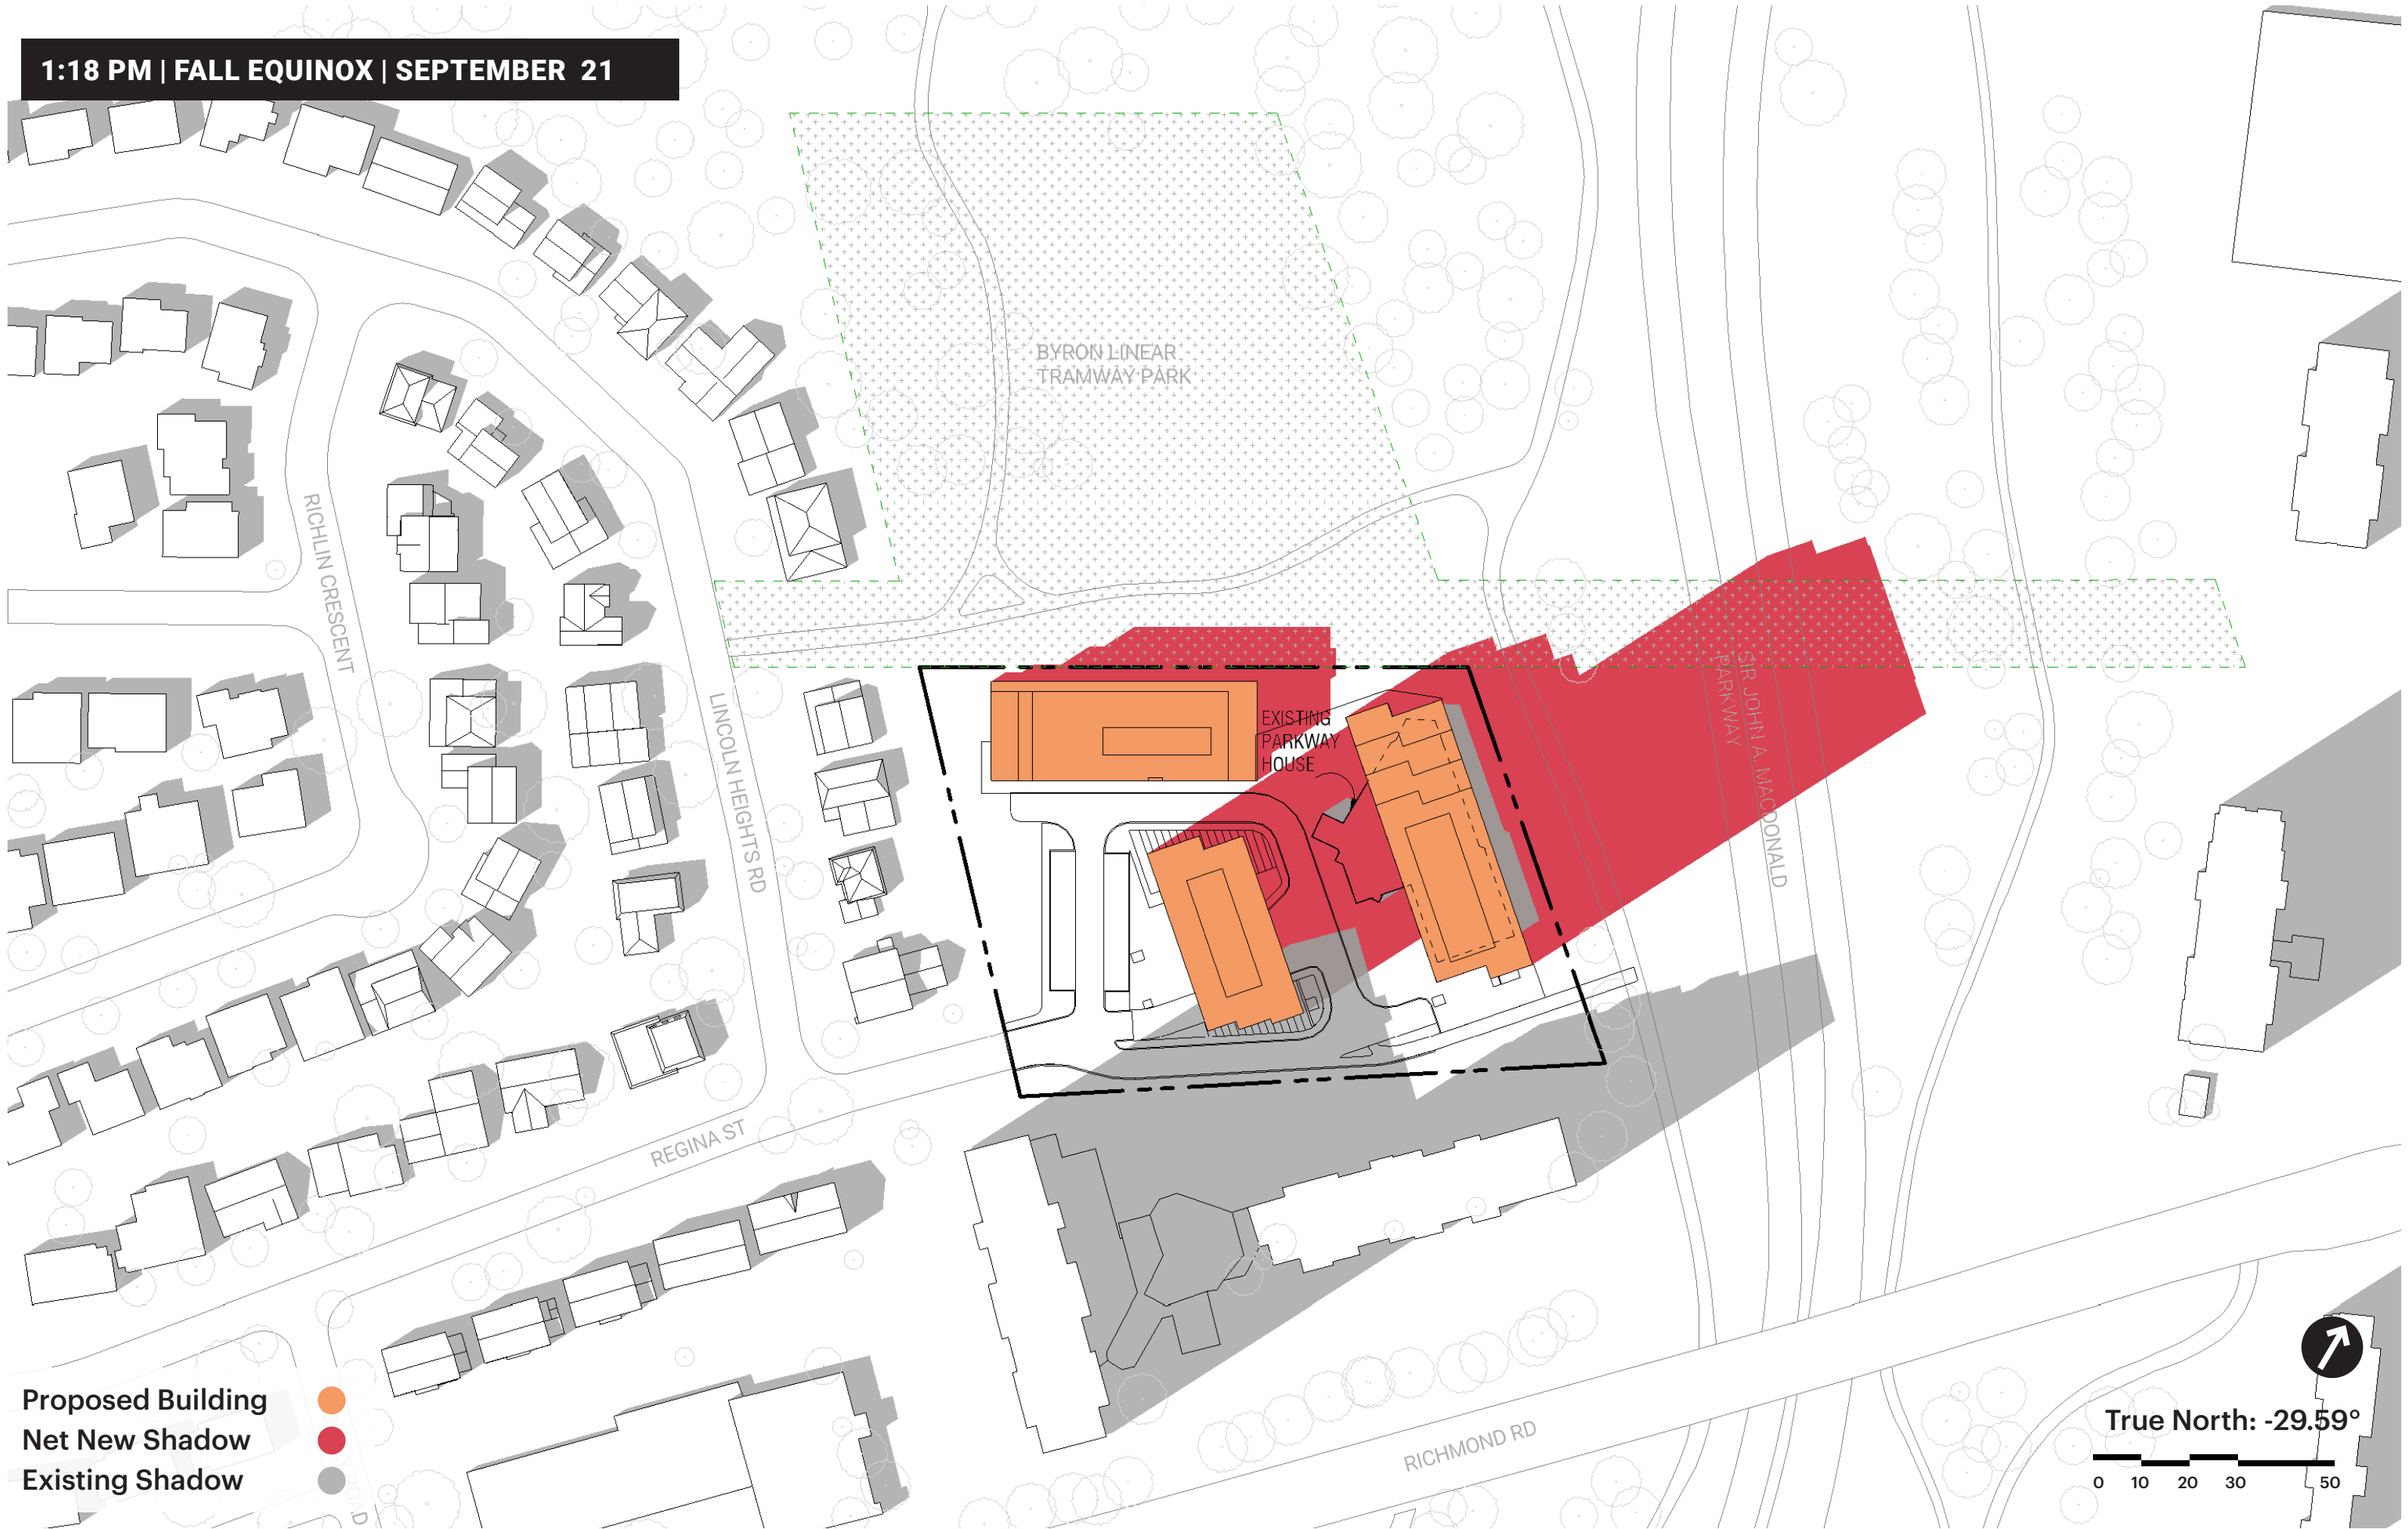 1:18 PM | FALL EQUINOX | SEPTEMBER 21
BYRON LINEAR
TRAMWAY PARK
RICHLIN CRESCENT
LINCOLN HEIGHTS RD
EXISTING
PARKWAY
HOUSE
SIR JOHN A. MACDONALD
PARKWAY
REGINA ST
RICHMOND RD
Proposed Building
Net New Shadow
Existing Shadow
True North: -29.59°
0 10 20 30 50